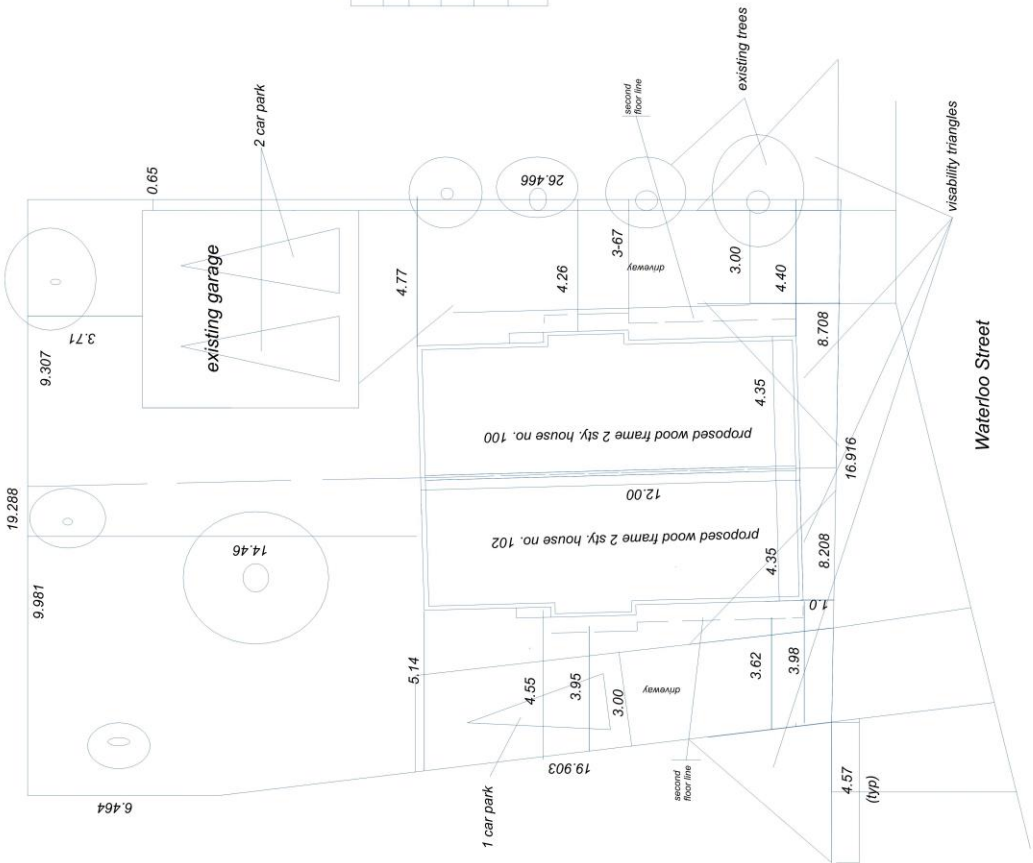 19.288
9.307
9.981
3.71
0.65
2 car park
existing garage
14.46
6.464
4.77
26.466
existing trees
second
floor line
4.26
3-67
driveway
3.00
4.40
8.708
visability triangles
proposed wood frame 2 sty. house no. 100
4.35
12.00
proposed wood frame 2 sty. house no. 102
4.35
16.916
8.208
1.0
Waterloo Street
5.14
4.55
3.95
3.00
driveway
3.62
3.98
19.903
1 car park
second
floor line
4.57
(typ)